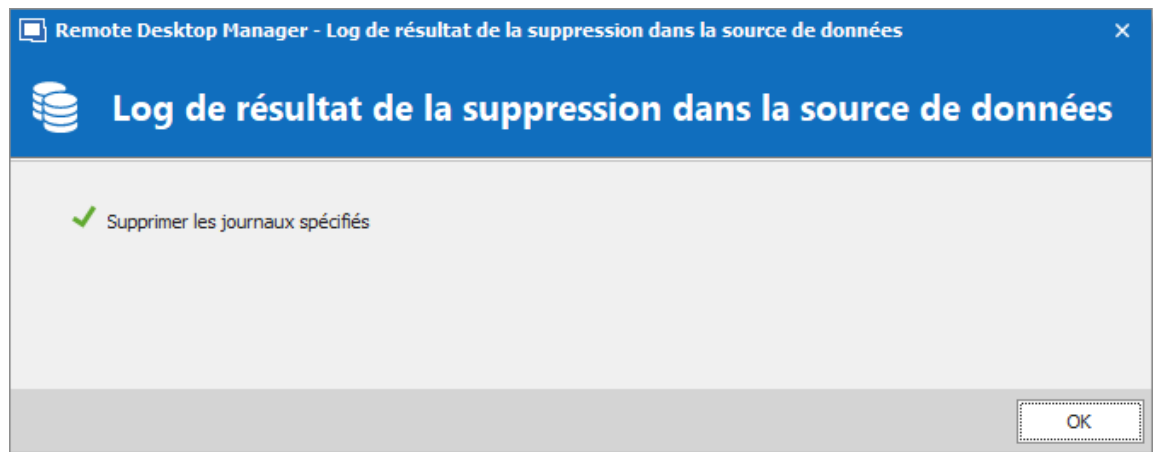 Remote Desktop Manager - Log de résultat de la suppression dans la source de données
Log de résultat de la suppression dans la source de données
Supprimer les journaux spécifiés
OK